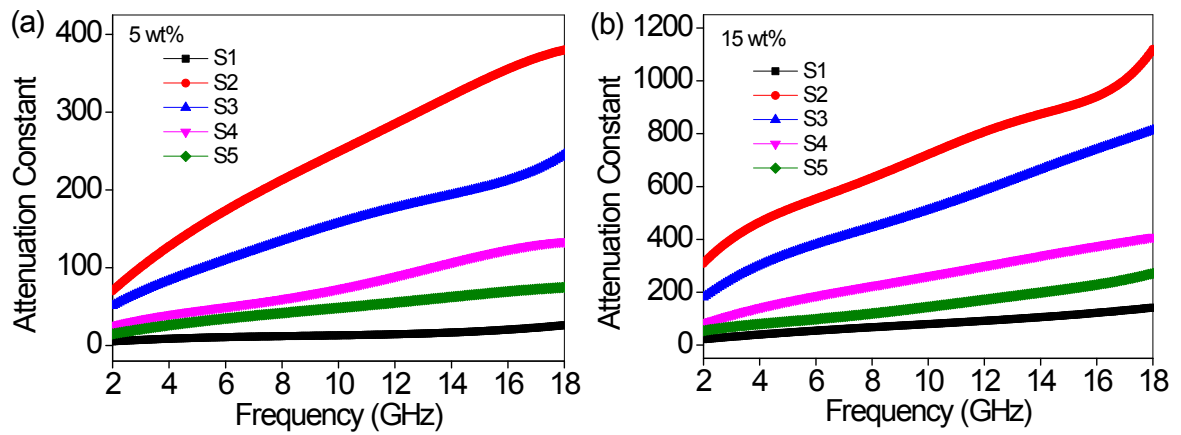 (a)
5 wt%
S1
S2
S3
S4
S5
Attenuation Constant
400
300
200
100
0
2 4 6 8 10 12 14 16 18
Frequency (GHz)
(b)
15 wt%
S1
S2
S3
S4
S5
Attenuation Constant
1200
1000
800
600
400
200
0
2 4 6 8 10 12 14 16 18
Frequency (GHz)